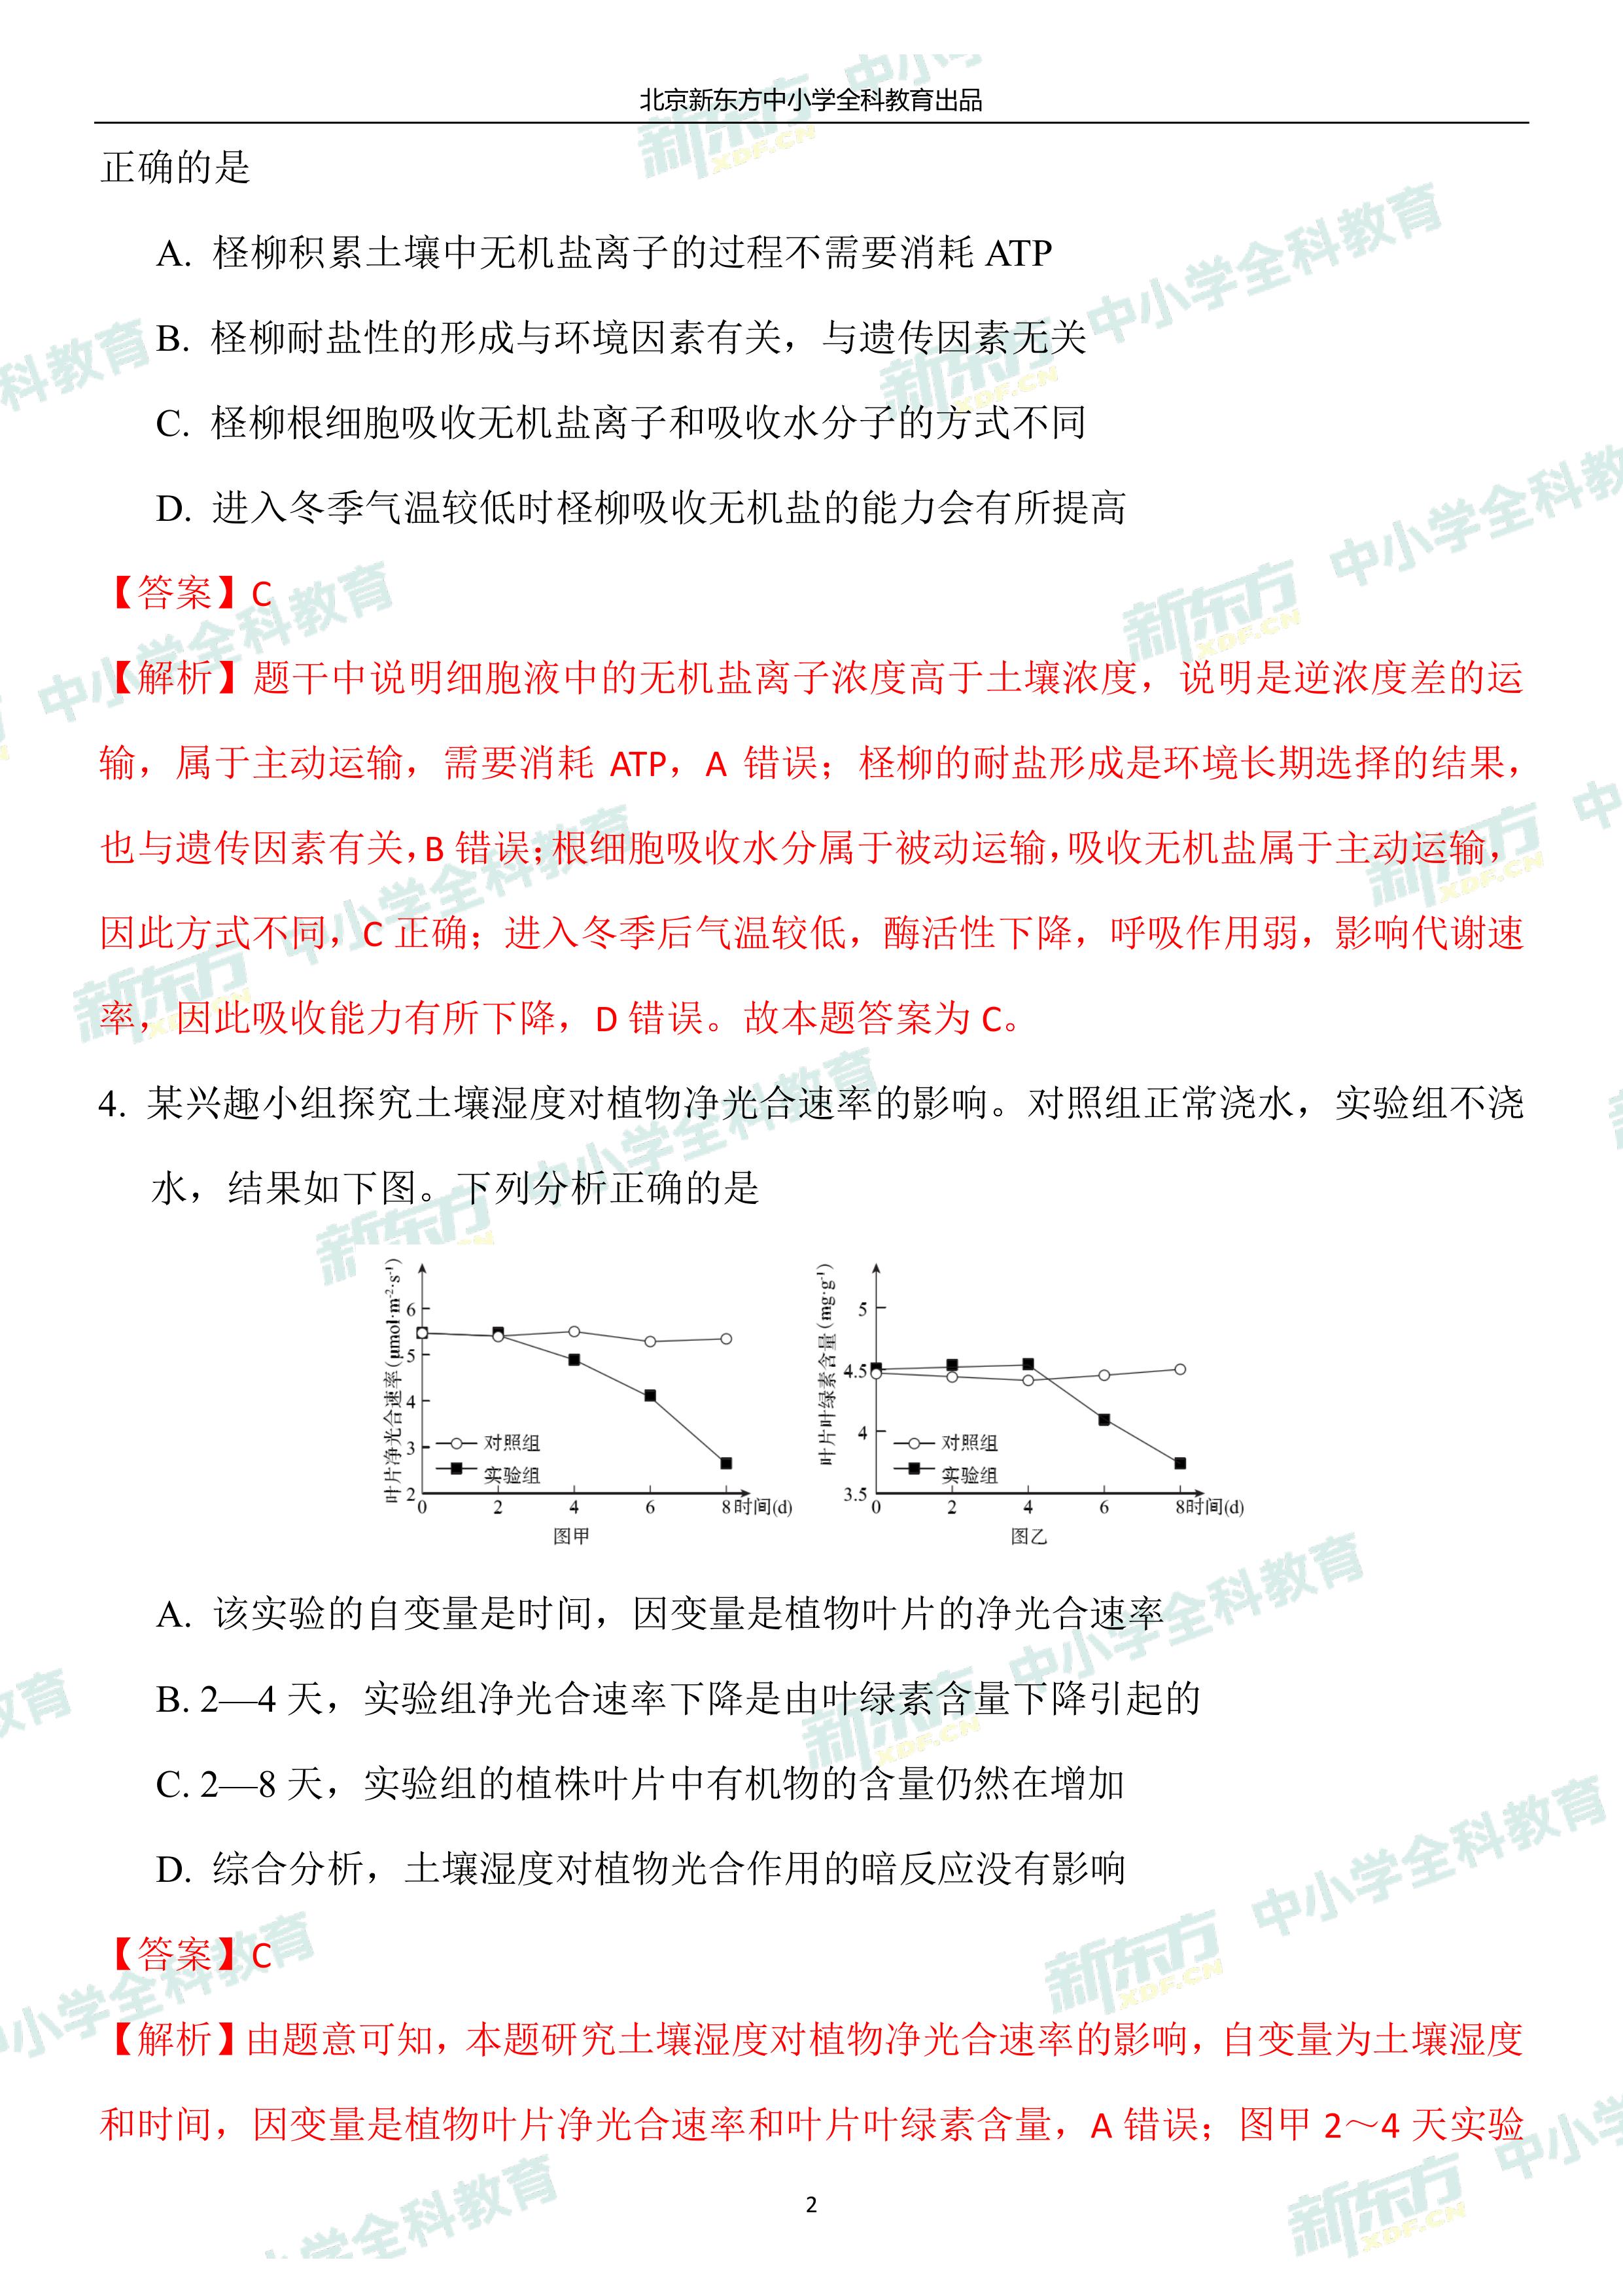 北京新东方中小学全科教育出品
正确的是
A. 柽柳积累土壤中无机盐离子的过程不需要消耗 ATP
B. 柽柳耐盐性的形成与环境因素有关，与遗传因素无关
C. 柽柳根细胞吸收无机盐离子和吸收水分子的方式不同
D. 进入冬季气温较低时柽柳吸收无机盐的能力会有所提高
【答案】C
【解析】题干中说明细胞液中的无机盐离子浓度高于土壤浓度，说明是逆浓度差的运
输，属于主动运输，需要消耗 ATP，A 错误；柽柳的耐盐形成是环境长期选择的结果，
也与遗传因素有关，B 错误；根细胞吸收水分属于被动运输，吸收无机盐属于主动运输，
因此方式不同，C 正确；进入冬季后气温较低，酶活性下降，呼吸作用弱，影响代谢速
率，因此吸收能力有所下降，D 错误。故本题答案为 C。
4. 某兴趣小组探究土壤湿度对植物净光合速率的影响。对照组正常浇水，实验组不浇
水，结果如下图。下列分析正确的是
叶片净光合速率（μmol·m⁻²·s⁻¹）
6
5
4
3
2
对照组
实验组
0 2 4 6 8 时间(d)
图甲
叶片叶绿素含量（mg·g⁻¹）
5
4.5
4
3.5
对照组
实验组
0 2 4 6 8 时间(d)
图乙
A. 该实验的自变量是时间，因变量是植物叶片的净光合速率
B. 2—4 天，实验组净光合速率下降是由叶绿素含量下降引起的
C. 2—8 天，实验组的植株叶片中有机物的含量仍然在增加
D. 综合分析，土壤湿度对植物光合作用的暗反应没有影响
【答案】C
【解析】由题意可知，本题研究土壤湿度对植物净光合速率的影响，自变量为土壤湿度
和时间，因变量是植物叶片净光合速率和叶片叶绿素含量，A 错误；图甲 2～4 天实验
2
新东方 XDF.CN 中小学全科教育